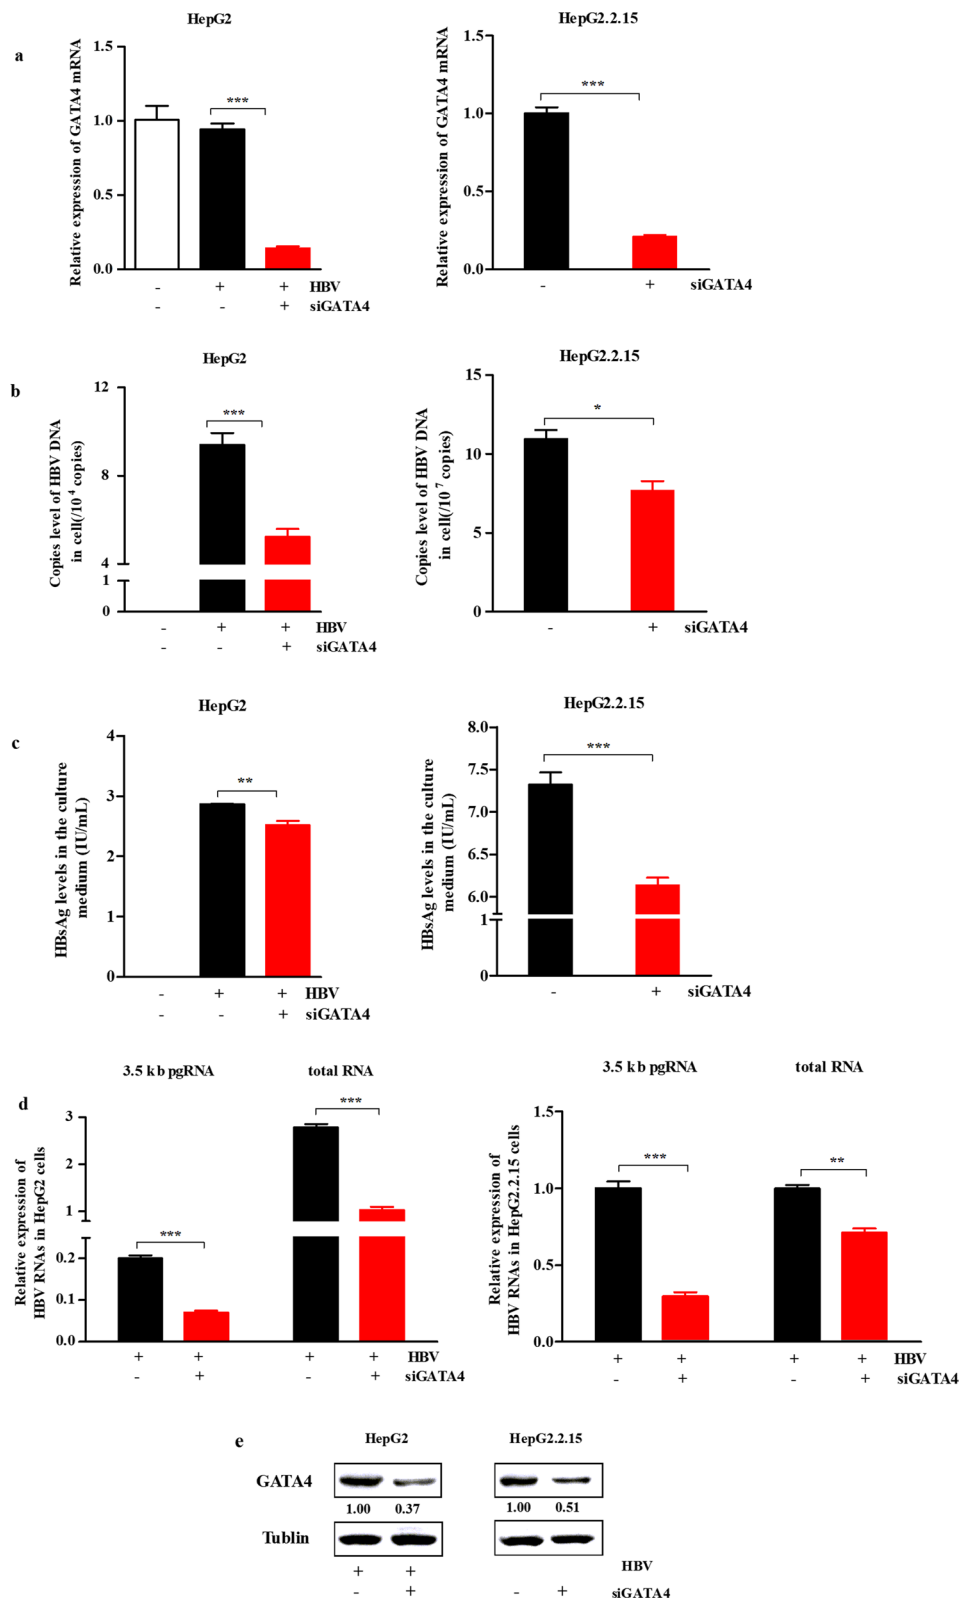 a
HepG2
HepG2.2.15
Relative expression of GATA4 mRNA
1.5
1.0
0.5
0.0
***
- + + HBV
- - + siGATA4
Relative expression of GATA4 mRNA
1.5
1.0
0.5
0.0
***
- + siGATA4
b
HepG2
HepG2.2.15
Copies level of HBV DNA
in cell(/10 4 copies)
12
8
4
1
0
***
- + + HBV
- - + siGATA4
Copies level of HBV DNA
in cell(/10 7 copies)
15
10
5
0
*
- + siGATA4
c
HepG2
HepG2.2.15
HBsAg levels in the culture
medium (IU/mL)
4
3
2
1
0
**
- + + HBV
- - + siGATA4
HBsAg levels in the culture
medium (IU/mL)
8.0
7.5
7.0
6.5
6.0
1
0
***
- + siGATA4
d
3.5 kb pgRNA total RNA
Relative expression of
HBV RNAs in HepG2 cells
3
2
1
0.2
0.1
0.0
***
***
+ + + + HBV
- + - + siGATA4
3.5 kb pgRNA total RNA
Relative expression of
HBV RNAs in HepG2.2.15 cells
1.5
1.0
0.5
0.0
***
**
+ + + + HBV
- + - + siGATA4
e
HepG2 HepG2.2.15
GATA4
1.00 0.37 1.00 0.51
Tublin
+ + HBV
- + - + siGATA4